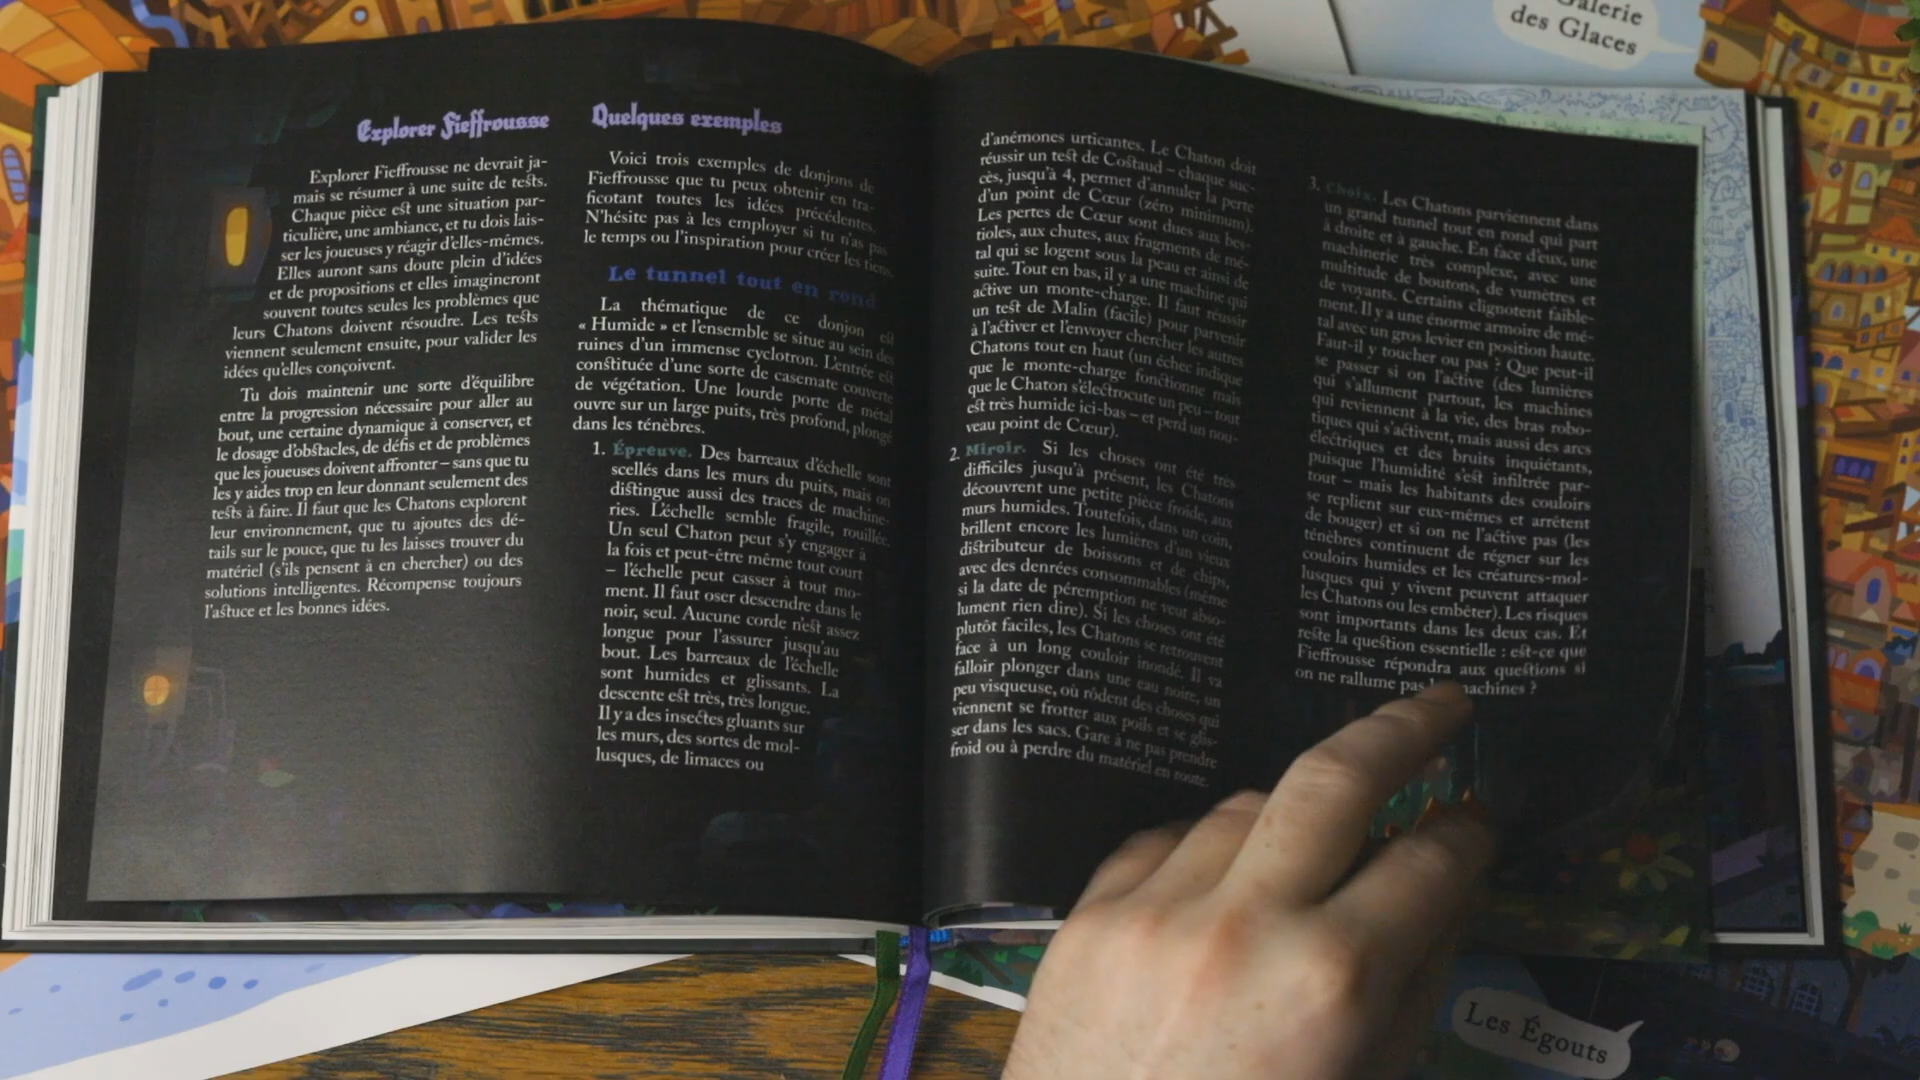 Galerie
des Glaces
Explorer Fieffrousse
Explorer Fieffrousse ne devrait ja-
mais se résumer à une suite de tests.
Chaque pièce est une situation par-
ticulière, une ambiance, et tu dois lais-
ser les joueuses y réagir d'elles-mêmes.
Elles auront sans doute plein d'idées
et de propositions et elles imagineront
souvent toutes seules les problèmes que
leurs Chatons doivent résoudre. Les tests
viennent seulement ensuite, pour valider les
idées qu'elles conçoivent.
Tu dois maintenir une sorte d'équilibre
entre la progression nécessaire pour aller au
bout, une certaine dynamique à conserver, et
le dosage d'obstacles, de défis et de problèmes
que les joueuses doivent affronter – sans que tu
les y aides trop en leur donnant seulement des
tests à faire. Il faut que les Chatons explorent
leur environnement, que tu ajoutes des dé-
tails sur le pouce, que tu les laisses trouver du
matériel (s'ils pensent à en chercher) ou des
solutions intelligentes. Récompense toujours
l'astuce et les bonnes idées.
Quelques exemples
Voici trois exemples de donjons de
Fieffrousse que tu peux obtenir en tra-
ficotant toutes les idées précédentes.
N'hésite pas à les employer si tu n'as pas
le temps ou l'inspiration pour créer les tiens.
Le tunnel tout en rond
La thématique de ce donjon est
« Humide » et l'ensemble se situe au sein des
ruines d'un immense cyclotron. L'entrée est
constituée d'une sorte de casemate couverte
de végétation. Une lourde porte de métal
ouvre sur un large puits, très profond, plongé
dans les ténèbres.
1. Épreuve. Des barreaux d'échelle sont
scellés dans les murs du puits, mais on
distingue aussi des traces de machine-
ries. L'échelle semble fragile, rouillée.
Un seul Chaton peut s'y engager à
la fois et peut-être même tout court
– l'échelle peut casser à tout mo-
ment. Il faut oser descendre dans le
noir, seul. Aucune corde n'est assez
longue pour l'assurer jusqu'au
bout. Les barreaux de l'échelle
sont humides et glissants. La
descente est très, très longue.
Il y a des insectes gluants sur
les murs, des sortes de mol-
lusques, de limaces ou
d'anémones urticantes. Le Chaton doit
réussir un test de Costaud – chaque suc-
cès, jusqu'à 4, permet d'annuler la perte
d'un point de Cœur (zéro minimum).
Les pertes de Cœur sont dues aux bes-
tioles, aux chutes, aux fragments de mé-
tal qui se logent sous la peau et ainsi de
suite. Tout en bas, il y a une machine qui
active un monte-charge. Il faut réussir
un test de Malin (facile) pour parvenir
à l'activer et l'envoyer chercher les autres
Chatons tout en haut (un échec indique
que le monte-charge fonctionne mais
que le Chaton s'électrocute un peu – tout
est très humide ici-bas – et perd un nou-
veau point de Cœur).
2. Miroir. Si les choses ont été très
difficiles jusqu'à présent, les Chatons
découvrent une petite pièce froide, aux
murs humides. Toutefois, dans un coin,
brillent encore les lumières d'un vieux
distributeur de boissons et de chips,
avec des denrées consommables (même
si la date de péremption ne veut abso-
lument rien dire). Si les choses ont été
plutôt faciles, les Chatons se retrouvent
face à un long couloir inondé. Il va
falloir plonger dans une eau noire, un
peu visqueuse, où rôdent des choses qui
viennent se frotter aux poils et se glis-
ser dans les sacs. Gare à ne pas prendre
froid ou à perdre du matériel en route.
3. Choix. Les Chatons parviennent dans
un grand tunnel tout en rond qui part
à droite et à gauche. En face d'eux, une
machinerie très complexe, avec une
multitude de boutons, de vumètres et
de voyants. Certains clignotent faible-
ment. Il y a une énorme armoire de mé-
tal avec un gros levier en position haute.
Faut-il y toucher ou pas ? Que peut-il
se passer si on l'active (des lumières
qui s'allument partout, les machines
qui reviennent à la vie, des bras robo-
tiques qui s'activent, mais aussi des arcs
électriques et des bruits inquiétants,
puisque l'humidité s'est infiltrée par-
tout – mais les habitants des couloirs
se replient sur eux-mêmes et arrêtent
de bouger) et si on ne l'active pas (les
ténèbres continuent de régner sur les
couloirs humides et les créatures-mol-
lusques qui y vivent peuvent attaquer
les Chatons ou les embêter). Les risques
sont importants dans les deux cas. Et
reste la question essentielle : est-ce que
Fieffrousse répondra aux questions si
on ne rallume pas machines ?
Les Égouts